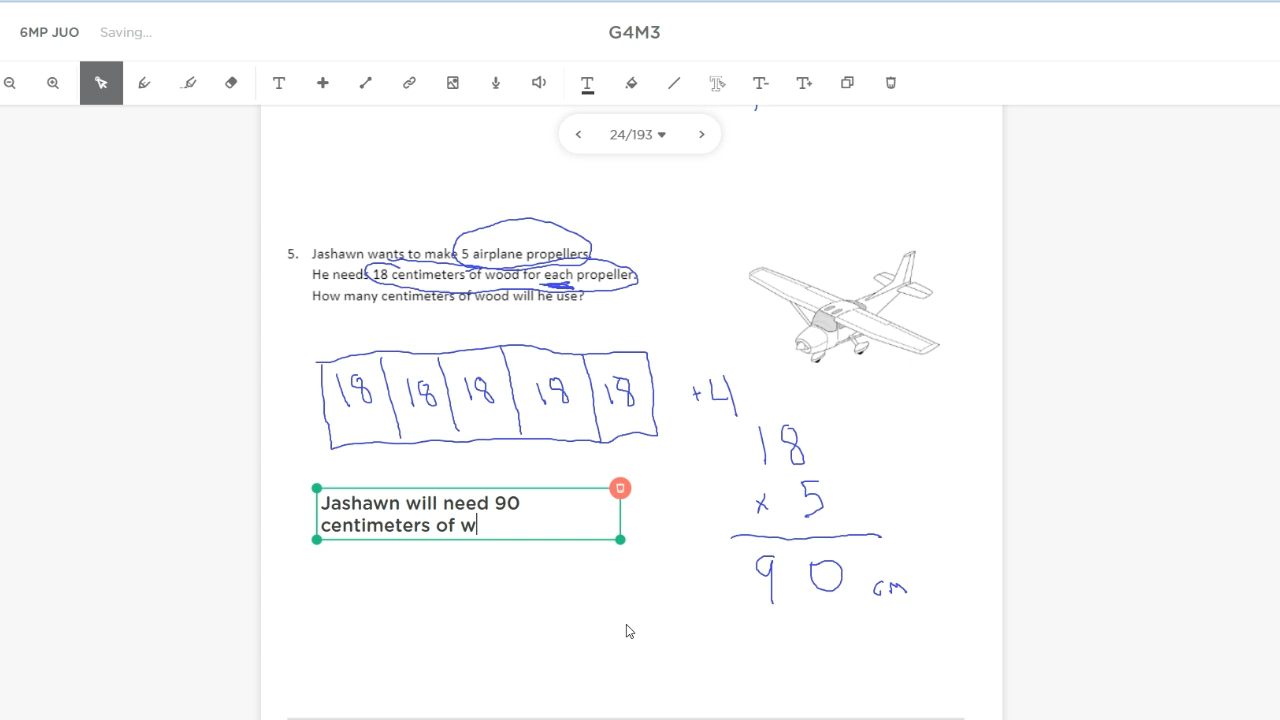 6MP JUO Saving... G4M3
24/193
5. Jashawn wants to make 5 airplane propellers.
He needs 18 centimeters of wood for each propeller.
How many centimeters of wood will he use?
18 18 18 18 18 +4
18
x 5
90 cm
Jashawn will need 90
centimeters of w